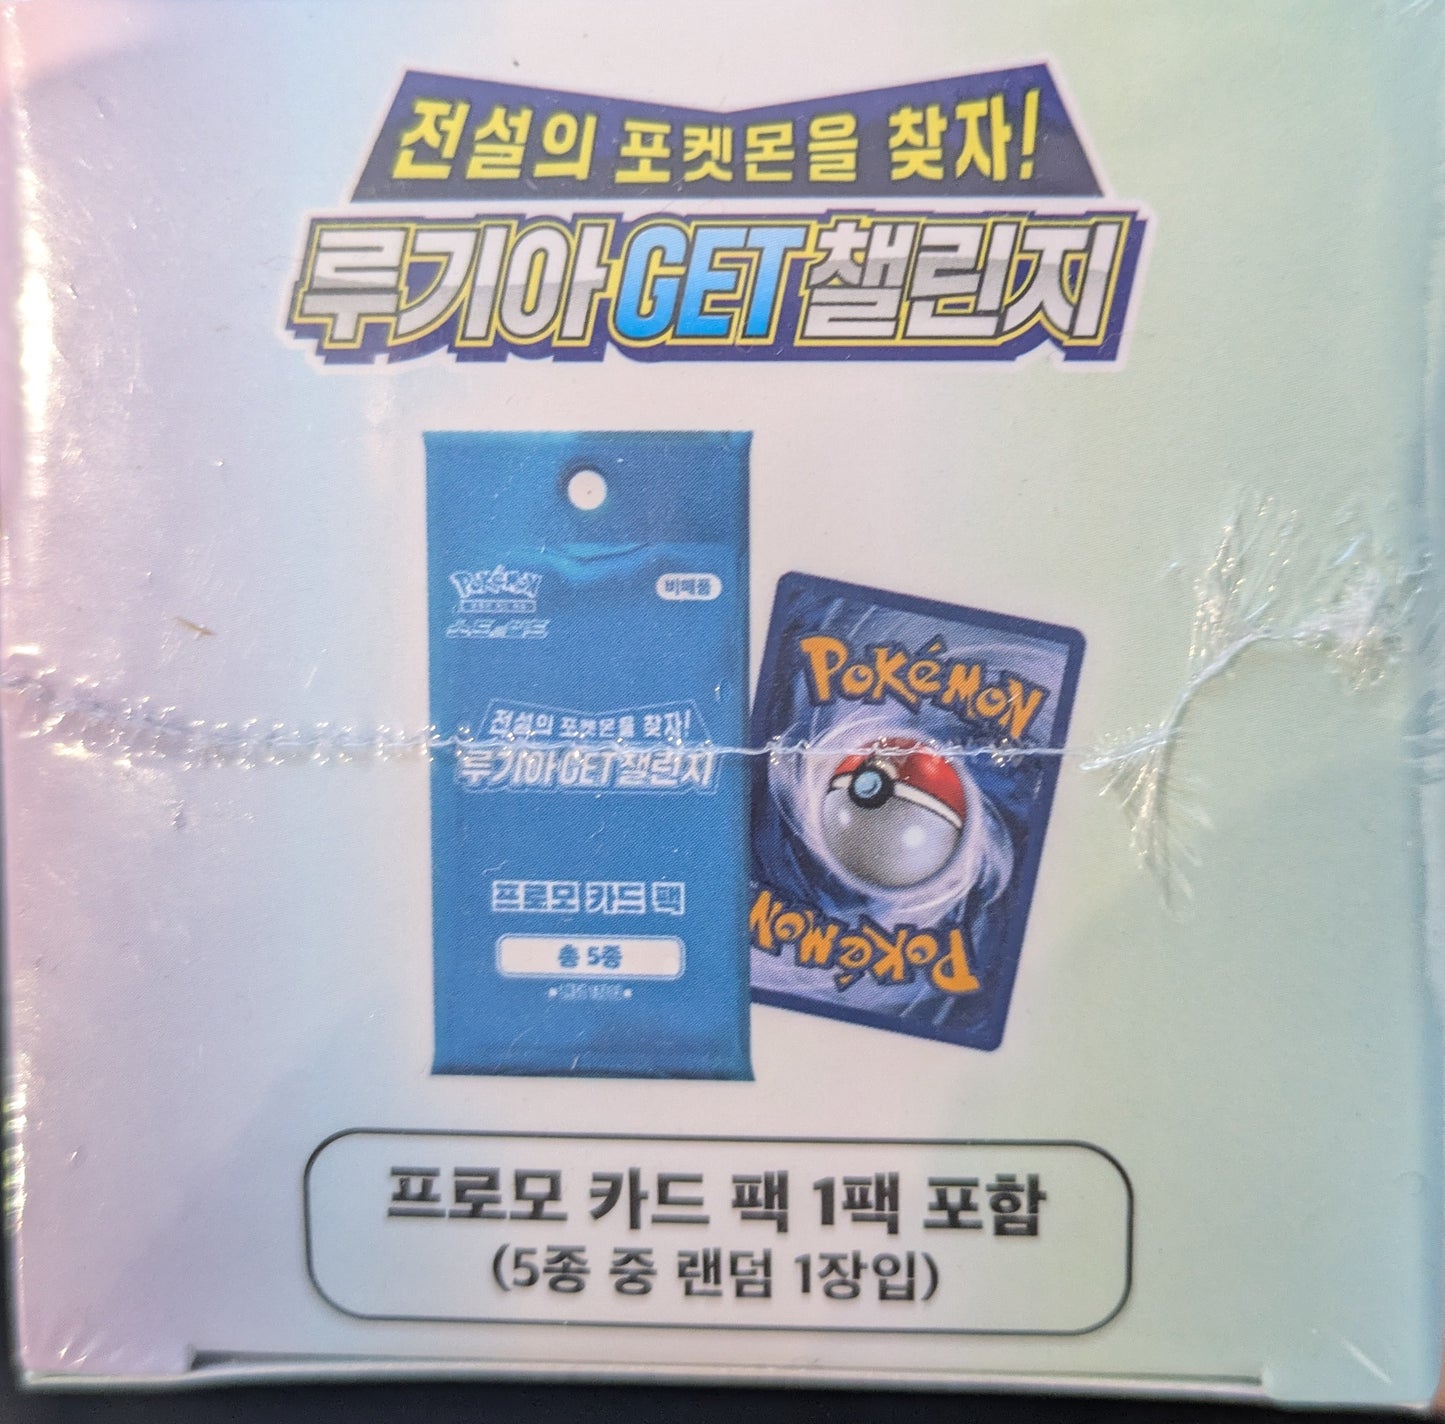 전설의 포켓몬을 찾자!
루기아GET챌린지
POKÉMON
비매품
전설의 포켓몬을 찾자!
루기아GET챌린지
프로모 카드 팩
총 5종
POKÉMON
POKÉMON
프로모 카드 팩 1팩 포함
(5종 중 랜덤 1장입)